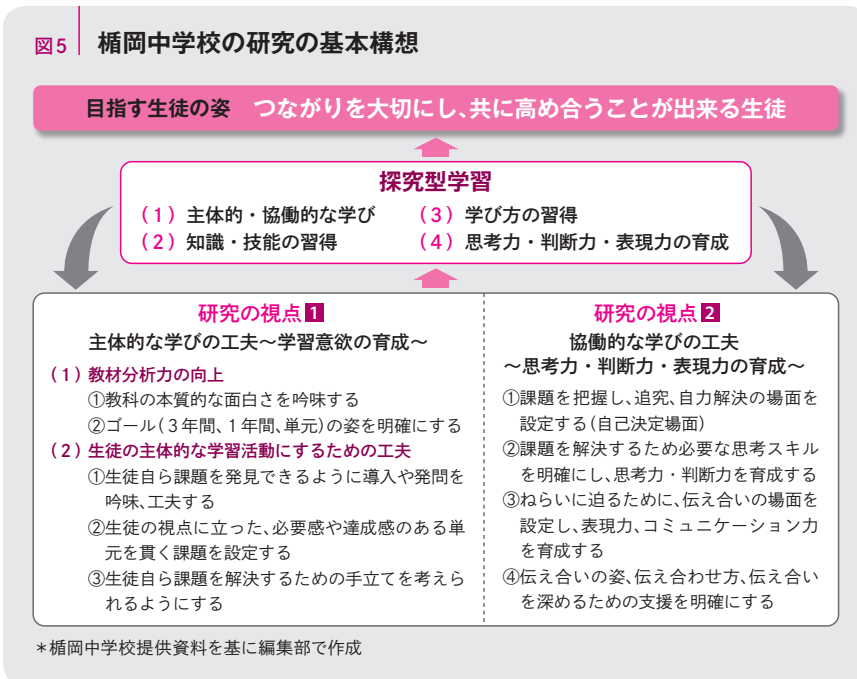 図5 楯岡中学校の研究の基本構想
目指す生徒の姿 つながりを大切にし、共に高め合うことが出来る生徒
探究型学習
(1)主体的・協働的な学び
(2)知識・技能の習得
(3)学び方の習得
(4)思考力・判断力・表現力の育成
研究の視点1
主体的な学びの工夫～学習意欲の育成～
(1)教材分析力の向上
①教科の本質的な面白さを吟味する
②ゴール(3年間、1年間、単元)の姿を明確にする
(2)生徒の主体的な学習活動にするための工夫
①生徒自ら課題を発見できるように導入や発問を
吟味、工夫する
②生徒の視点に立った、必要感や達成感のある単
元を貫く課題を設定する
③生徒自ら課題を解決するための手立てを考えら
れるようにする
研究の視点2
協働的な学びの工夫
～思考力・判断力・表現力の育成～
①課題を把握し、追究、自力解決の場面を
設定する(自己決定場面)
②課題を解決するため必要な思考スキル
を明確にし、思考力・判断力を育成する
③ねらいに迫るために、伝え合いの場面を
設定し、表現力、コミュニケーション力
を育成する
④伝え合いの姿、伝え合わせ方、伝え合い
を深めるための支援を明確にする
＊楯岡中学校提供資料を基に編集部で作成